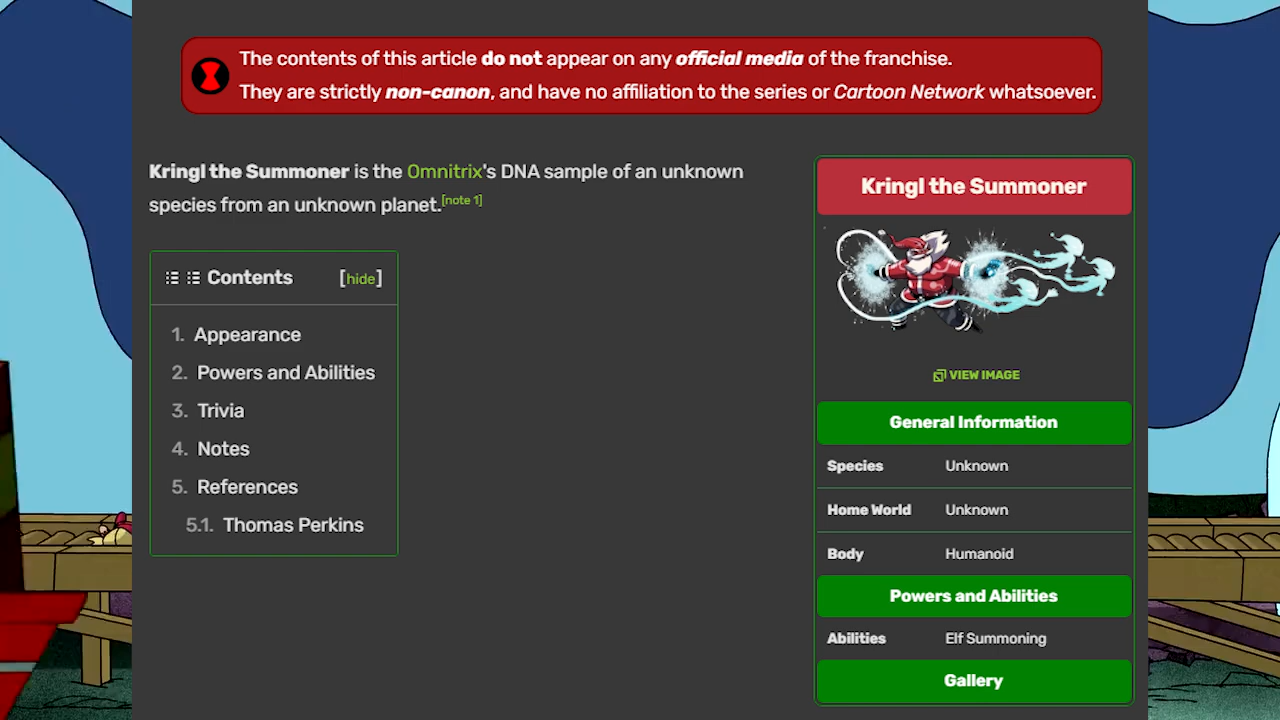 The contents of this article do not appear on any official media of the franchise.
They are strictly non-canon, and have no affiliation to the series or Cartoon Network whatsoever.
Kringl the Summoner is the Omnitrix's DNA sample of an unknown
species from an unknown planet.[note 1]
Contents [hide]
1. Appearance
2. Powers and Abilities
3. Trivia
4. Notes
5. References
5.1. Thomas Perkins
Kringl the Summoner
VIEW IMAGE
General Information
Species Unknown
Home World Unknown
Body Humanoid
Powers and Abilities
Abilities Elf Summoning
Gallery